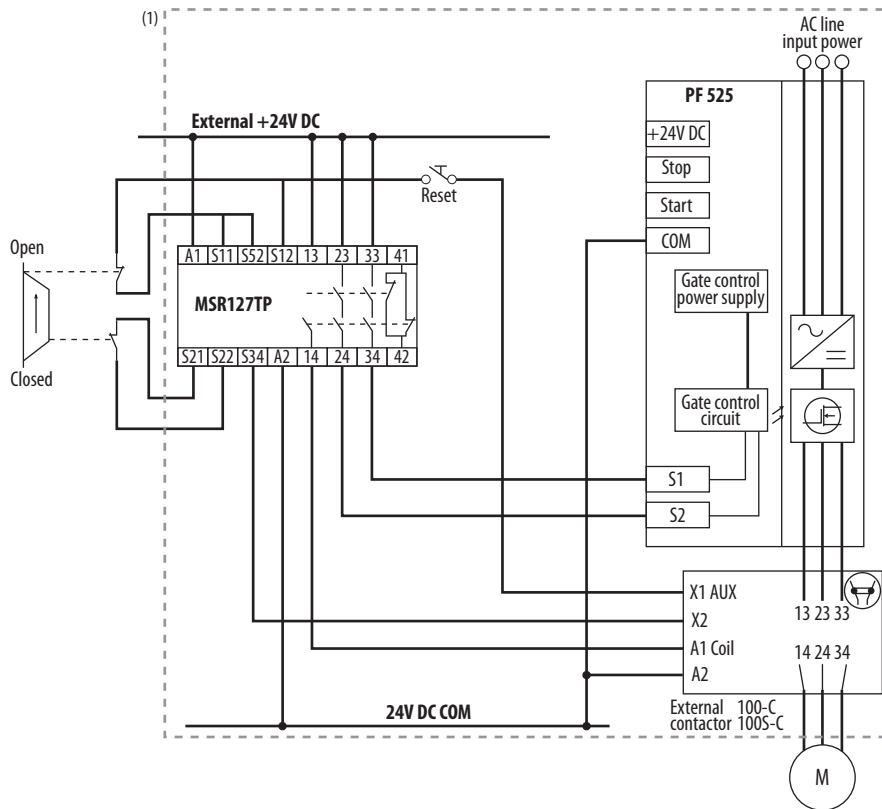 (1)
AC line
input power
PF 525
External +24V DC
+24V DC
Stop
Reset
Start
COM
Open
A1 S11 S52 S12 13 23 33 41
MSR127TP
Gate control
power supply
S21 S22 S34 A2 14 24 34 42
Closed
Gate control
circuit
S1
S2
X1 AUX
13 23 33
X2
A1 Coil
14 24 34
A2
24V DC COM
External 100-C
contactor 100S-C
M